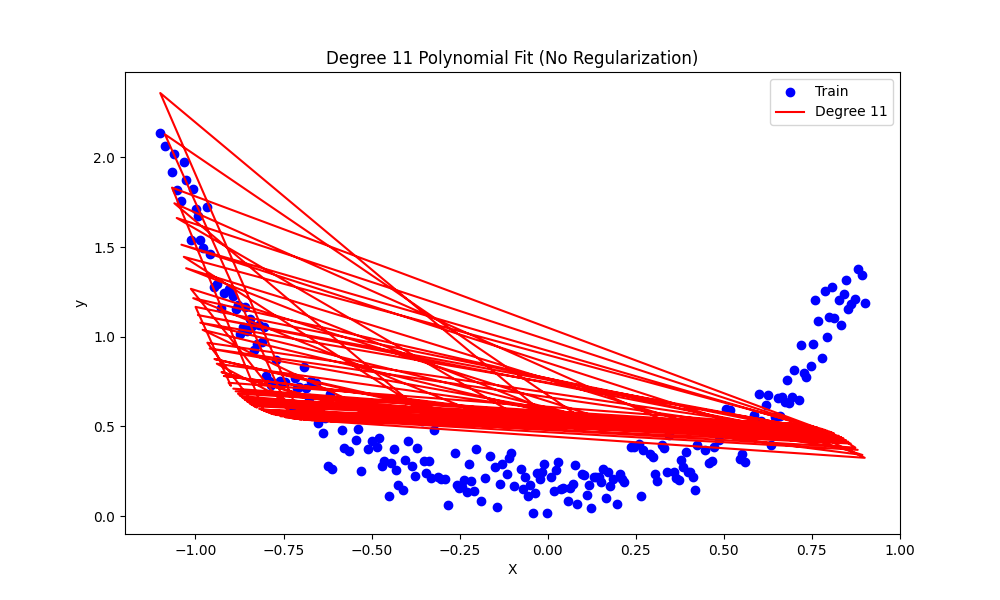 Degree 11 Polynomial Fit (No Regularization)
Train
Degree 11
2.0
1.5
1.0
0.5
0.0
y
−1.00 −0.75 −0.50 −0.25 0.00 0.25 0.50 0.75 1.00
X